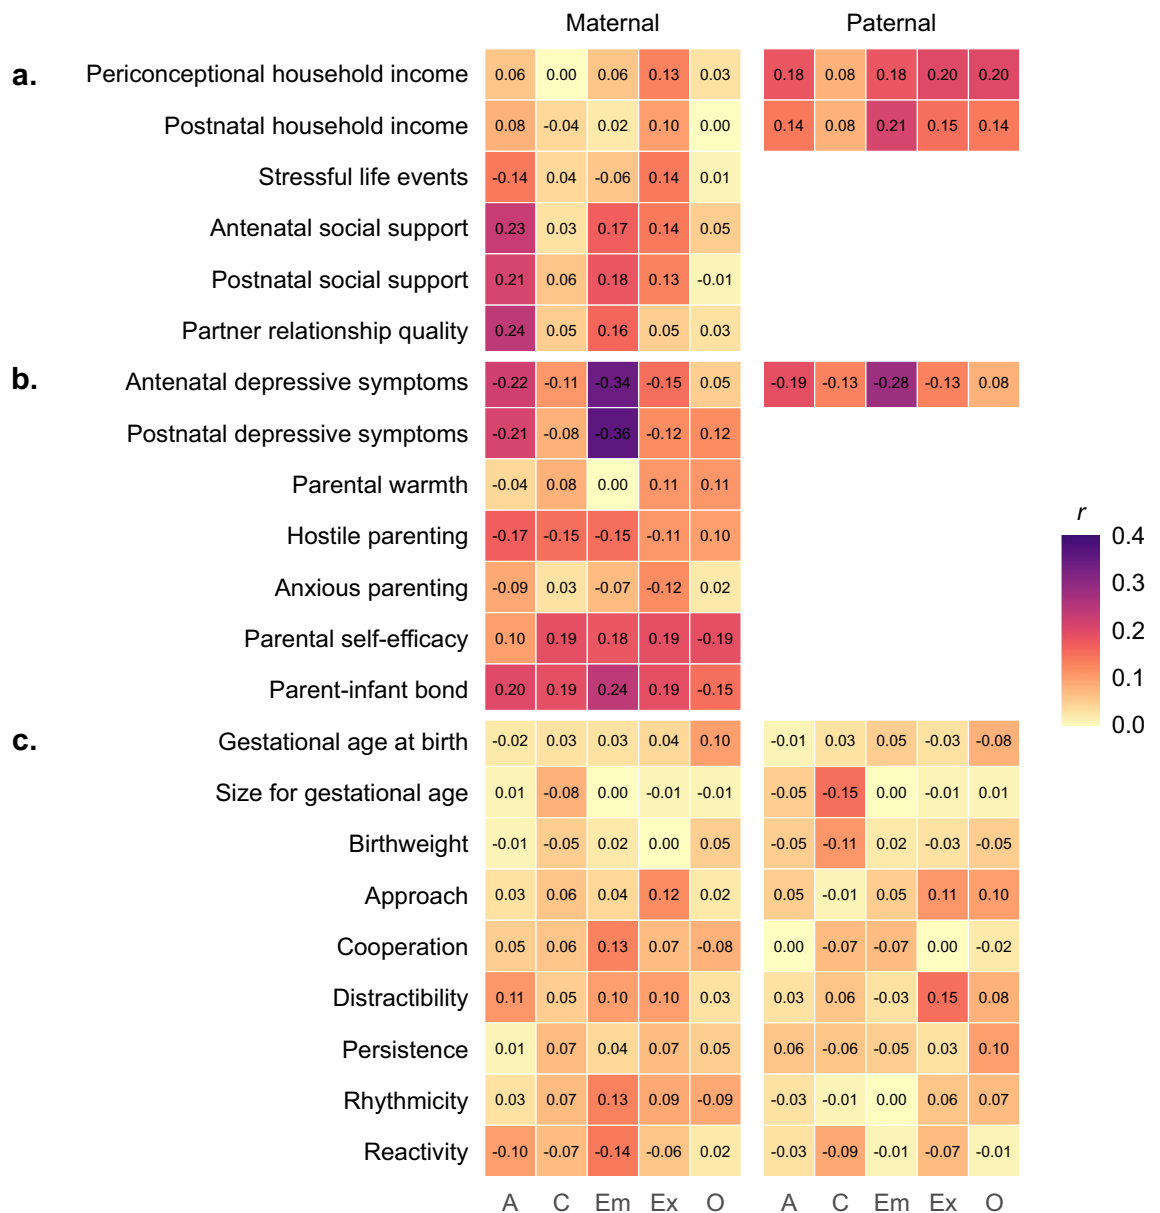 Maternal Paternal
a. Periconceptional household income 0.06 0.00 0.06 0.13 0.03 0.18 0.08 0.18 0.20 0.20
Postnatal household income 0.08 -0.04 0.02 0.10 0.00 0.14 0.08 0.21 0.15 0.14
Stressful life events -0.14 0.04 -0.06 0.14 0.01
Antenatal social support 0.23 0.03 0.17 0.14 0.05
Postnatal social support 0.21 0.06 0.18 0.13 -0.01
Partner relationship quality 0.24 0.05 0.16 0.05 0.03
b. Antenatal depressive symptoms -0.22 -0.11 -0.34 -0.15 0.05 -0.19 -0.13 -0.28 -0.13 0.08
Postnatal depressive symptoms -0.21 -0.08 -0.36 -0.12 0.12
Parental warmth -0.04 0.08 0.00 0.11 0.11
Hostile parenting -0.17 -0.15 -0.15 -0.11 0.10
Anxious parenting -0.09 0.03 -0.07 -0.12 0.02
Parental self-efficacy 0.10 0.19 0.18 0.19 -0.19
Parent-infant bond 0.20 0.19 0.24 0.19 -0.15
r
0.4
0.3
0.2
0.1
0.0
c. Gestational age at birth -0.02 0.03 0.03 0.04 0.10 -0.01 0.03 0.05 -0.03 -0.08
Size for gestational age 0.01 -0.08 0.00 -0.01 -0.01 -0.05 -0.15 0.00 -0.01 0.01
Birthweight -0.01 -0.05 0.02 0.00 0.05 -0.05 -0.11 0.02 -0.03 -0.05
Approach 0.03 0.06 0.04 0.12 0.02 0.05 -0.01 0.05 0.11 0.10
Cooperation 0.05 0.06 0.13 0.07 -0.08 0.00 -0.07 -0.07 0.00 -0.02
Distractibility 0.11 0.05 0.10 0.10 0.03 0.03 0.06 -0.03 0.15 0.08
Persistence 0.01 0.07 0.04 0.07 0.05 0.06 -0.06 -0.05 0.03 0.10
Rhythmicity 0.03 0.07 0.13 0.09 -0.09 -0.03 -0.01 0.00 0.06 0.07
Reactivity -0.10 -0.07 -0.14 -0.06 0.02 -0.03 -0.09 -0.01 -0.07 -0.01
A C Em Ex O A C Em Ex O